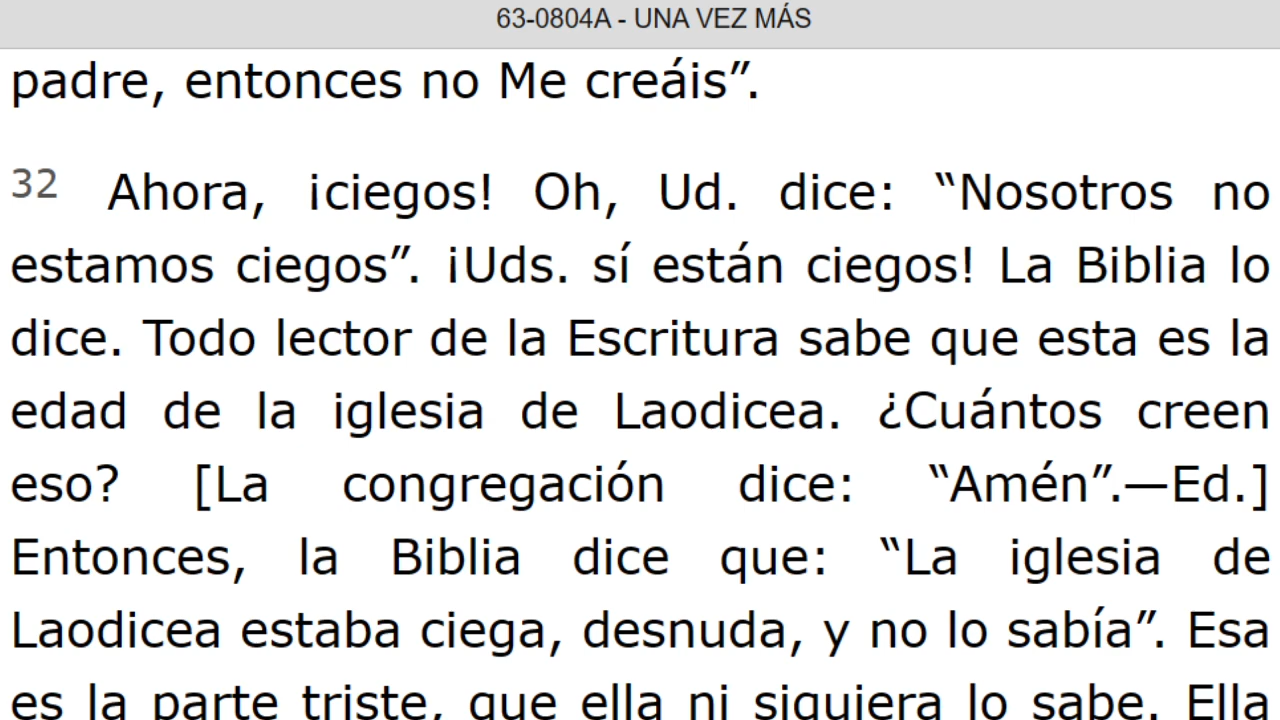 63-0804A - UNA VEZ MÁS
padre, entonces no Me creáis”.
32 Ahora, ¡ciegos! Oh, Ud. dice: “Nosotros no
estamos ciegos”. ¡Uds. sí están ciegos! La Biblia lo
dice. Todo lector de la Escritura sabe que esta es la
edad de la iglesia de Laodicea. ¿Cuántos creen
eso? [La congregación dice: “Amén”.—Ed.]
Entonces, la Biblia dice que: “La iglesia de
Laodicea estaba ciega, desnuda, y no lo sabía”. Esa
es la parte triste, que ella ni siquiera lo sabe. Ella